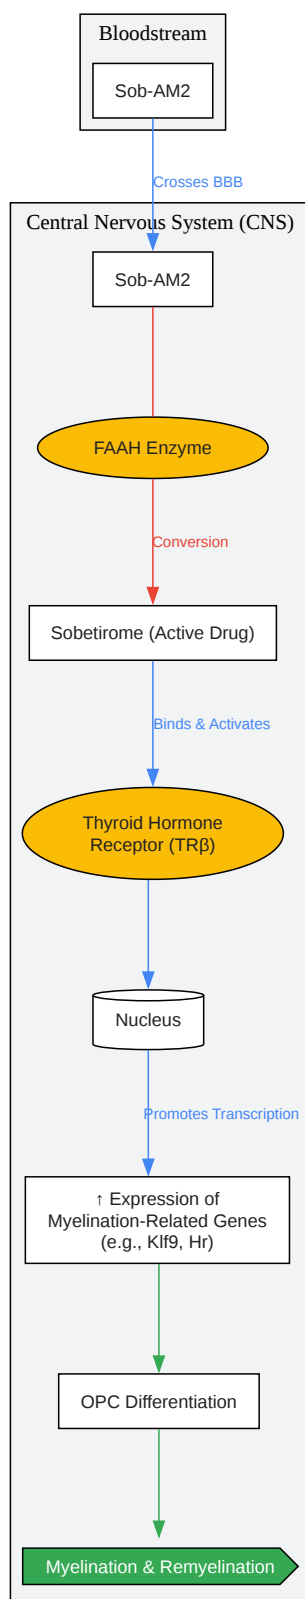 Bloodstream
Sob-AM2
Crosses BBB
Central Nervous System (CNS)
Sob-AM2
FAAH Enzyme
Conversion
Sobetirome (Active Drug)
Binds & Activates
Thyroid Hormone
Receptor (TRβ)
Nucleus
Promotes Transcription
↑ Expression of
Myelination-Related Genes
(e.g., Klf9, Hr)
OPC Differentiation
Myelination & Remyelination